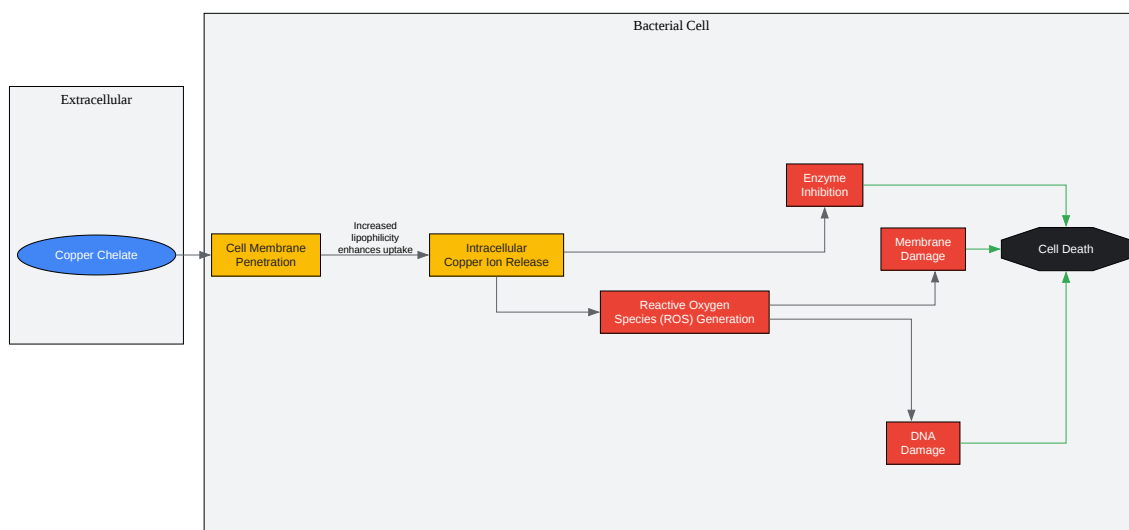 Bacterial Cell
Extracellular
Copper Chelate
Cell Membrane
Penetration
Increased
lipophilicity
enhances uptake
Intracellular
Copper Ion Release
Enzyme
Inhibition
Reactive Oxygen
Species (ROS) Generation
Membrane
Damage
DNA
Damage
Cell Death